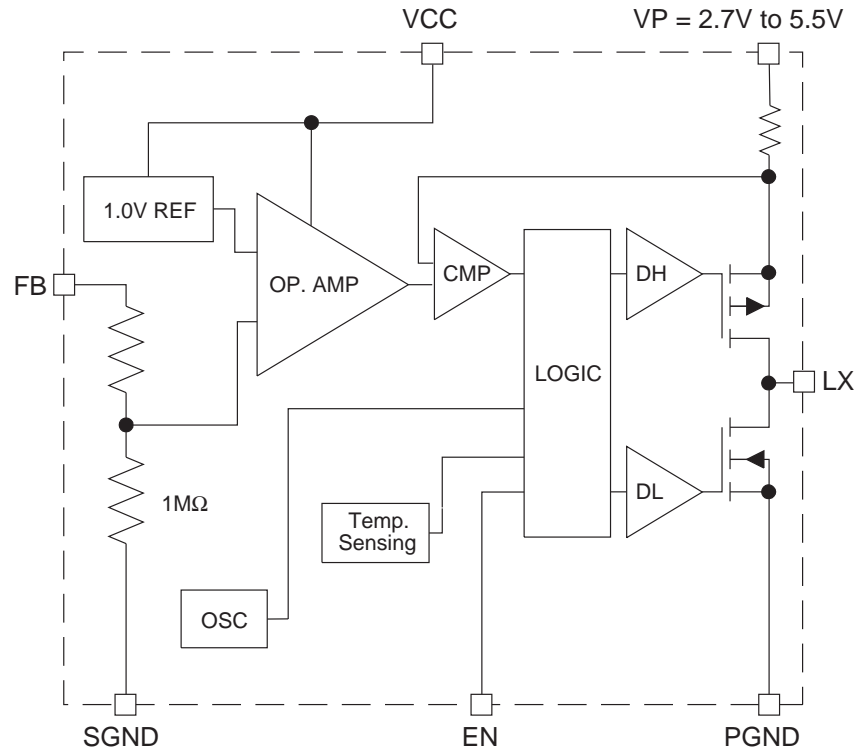 VCC
VP = 2.7V to 5.5V
1.0V REF
FB
OP. AMP
CMP
DH
LOGIC
LX
1MΩ
Temp.
Sensing
DL
OSC
SGND
EN
PGND